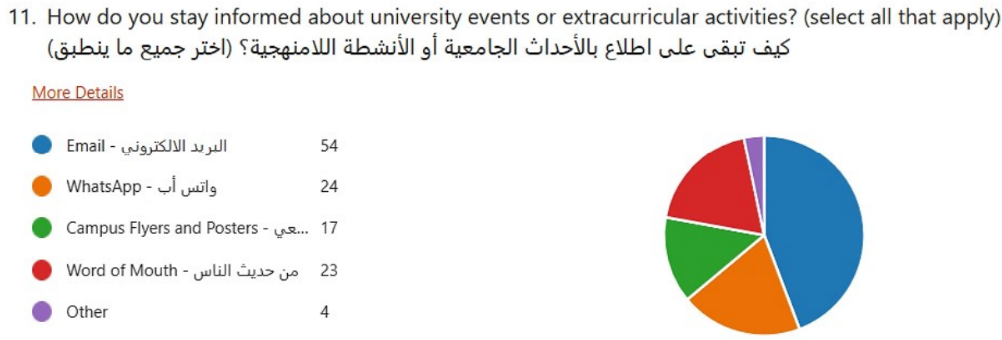 11. How do you stay informed about university events or extracurricular activities? (select all that apply)
كيف تبقى على اطلاع بالأحداث الجامعية أو الأنشطة اللامنهجية؟ (اختر جميع ما ينطبق)
More Details
Email - البريد الالكتروني 54
WhatsApp - واتس أب 24
Campus Flyers and Posters - عي... 17
Word of Mouth - من حديث الناس 23
Other 4